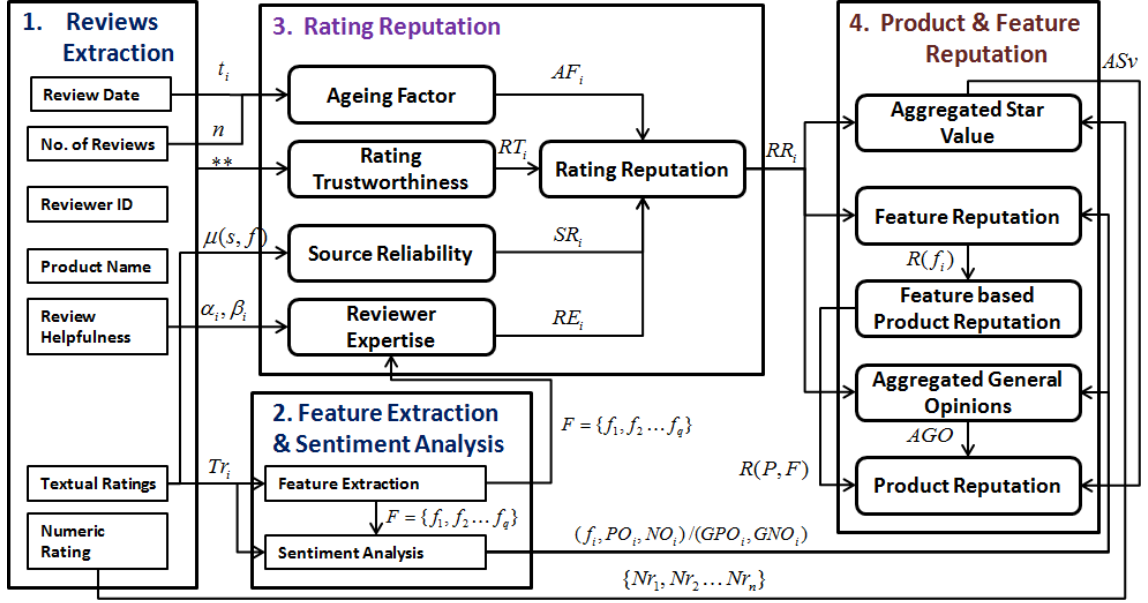 1. Reviews
Extraction
Review Date
No. of Reviews
Reviewer ID
Product Name
Review
Helpfulness
Textual Ratings
Numeric
Rating
t_i
n
**
μ(s, f)
α_i, β_i
Tr_i
3. Rating Reputation
Ageing Factor
Rating
Trustworthiness
Source Reliability
Reviewer
Expertise
AF_i
RT_i
SR_i
RE_i
Rating Reputation
RR_i
2. Feature Extraction
& Sentiment Analysis
Feature Extraction
F = {f_1, f_2 ... f_q}
Sentiment Analysis
F = {f_1, f_2 ... f_q}
(f_i, PO_i, NO_i)/(GPO_i, GNO_i)
{Nr_1, Nr_2 ... Nr_n}
4. Product & Feature
Reputation
ASv
Aggregated Star
Value
Feature Reputation
R(f_i)
Feature based
Product Reputation
Aggregated General
Opinions
AGO
R(P, F)
Product Reputation